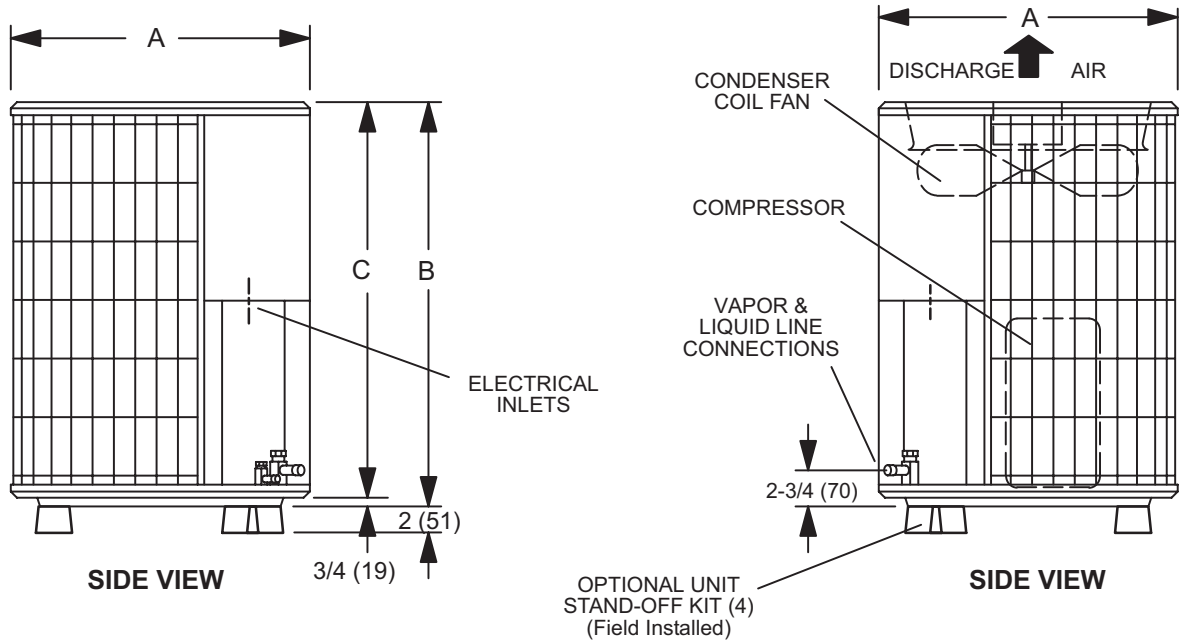 A
C
B
ELECTRICAL
INLETS
2 (51)
3/4 (19)
SIDE VIEW
A
DISCHARGE AIR
CONDENSER
COIL FAN
COMPRESSOR
VAPOR &
LIQUID LINE
CONNECTIONS
2-3/4 (70)
OPTIONAL UNIT
STAND-OFF KIT (4)
(Field Installed)
SIDE VIEW